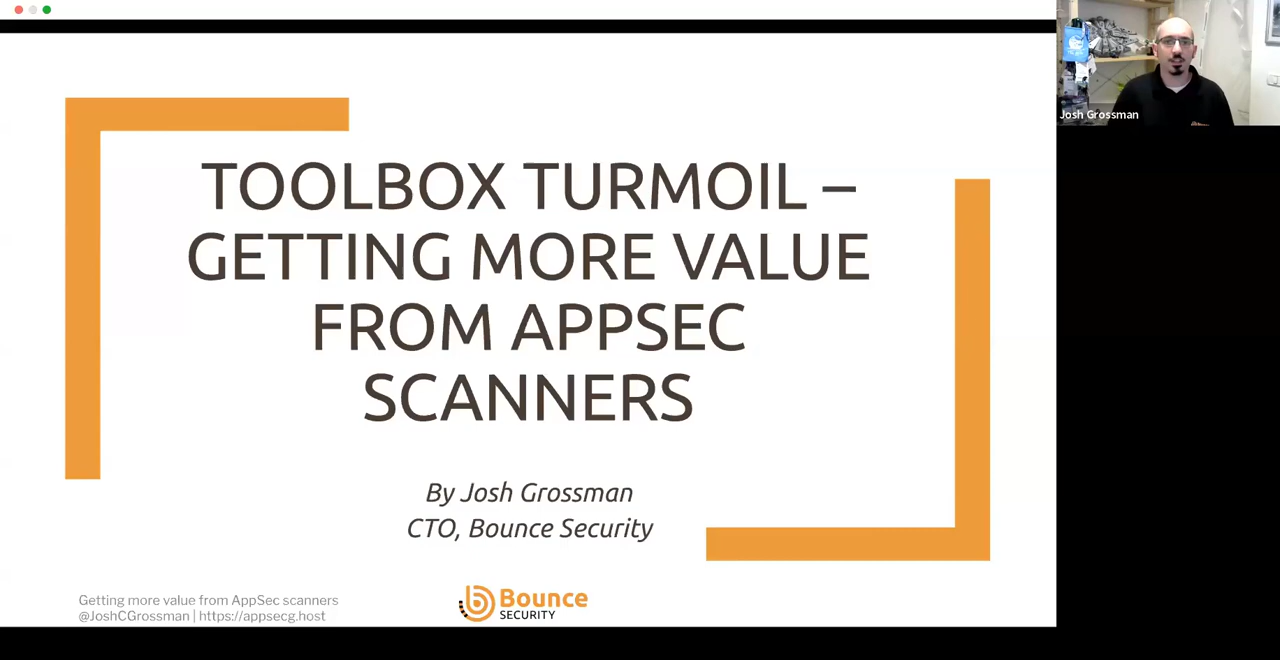 TOOLBOX TURMOIL –
GETTING MORE VALUE
FROM APPSEC
SCANNERS
By Josh Grossman
CTO, Bounce Security
Getting more value from AppSec scanners
@JoshCGrossman | https://appsecg.host
Bounce
SECURITY
Josh Grossman